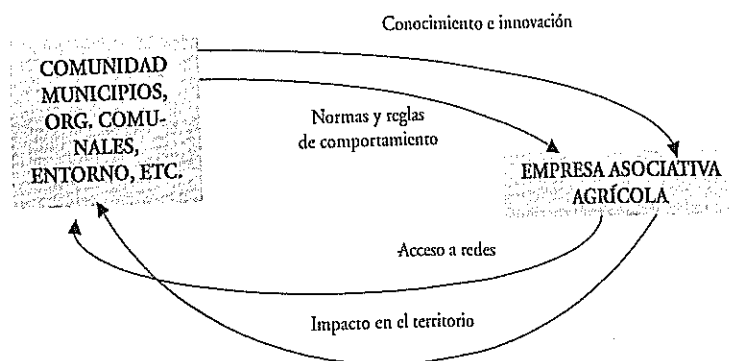 Conocimiento e innovación
COMUNIDAD
MUNICIPIOS,
ORG. COMU-
NALES,
ENTORNO, ETC.
Normas y reglas
de comportamiento
EMPRESA ASOCIATIVA
AGRÍCOLA
Acceso a redes
Impacto en el territorio